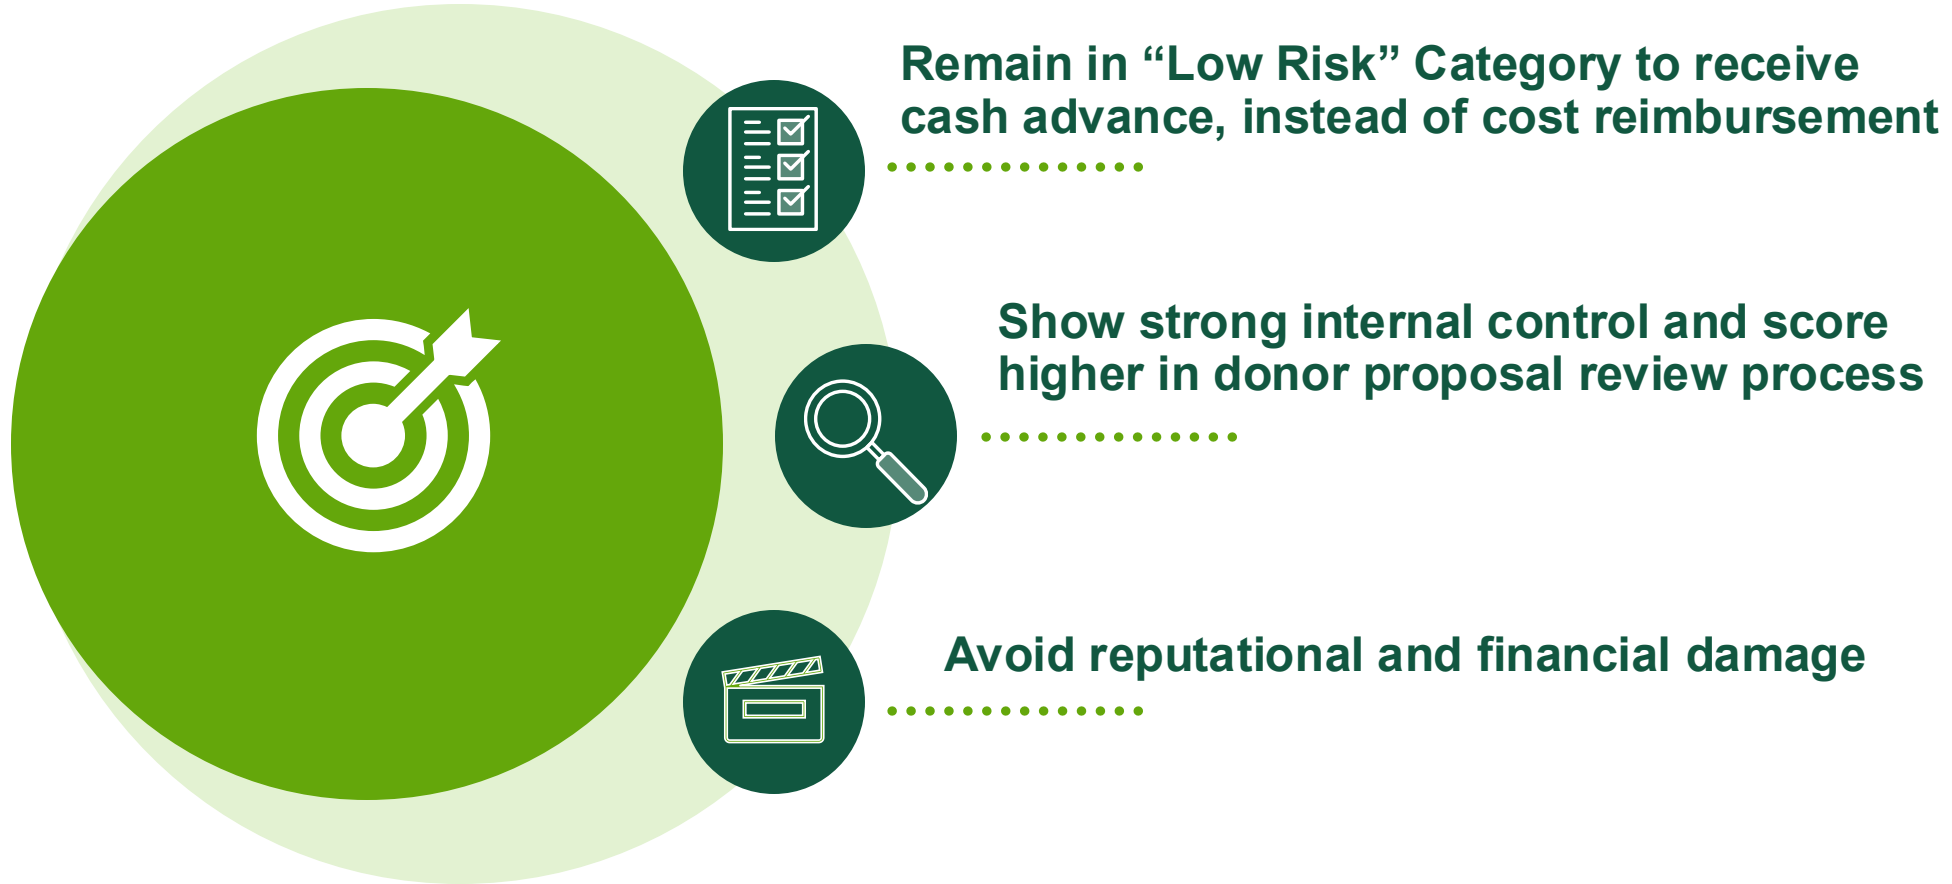 Remain in “Low Risk” Category to receive
cash advance, instead of cost reimbursement
Show strong internal control and score
higher in donor proposal review process
Avoid reputational and financial damage